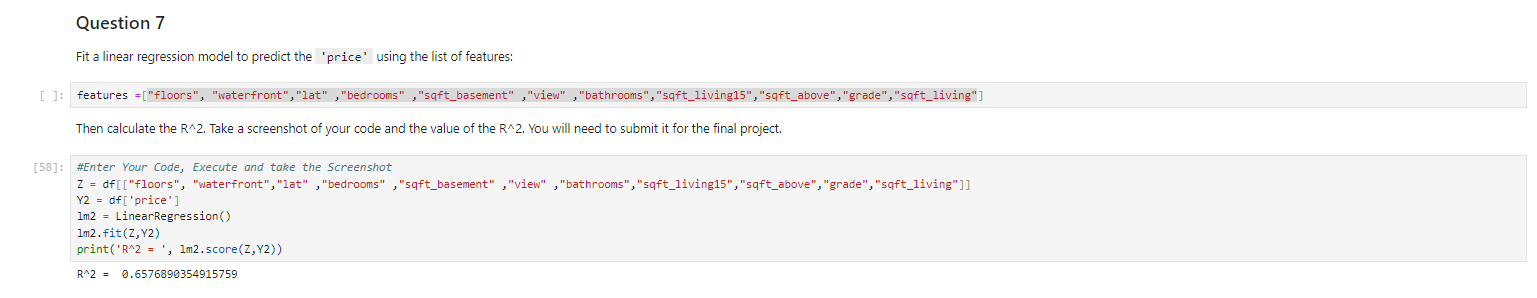 Question 7
Fit a linear regression model to predict the 'price' using the list of features:
[ ]: features =["floors", "waterfront","lat" ,"bedrooms" ,"sqft_basement" ,"view" ,"bathrooms","sqft_living15","sqft_above","grade","sqft_living"]
Then calculate the R^2. Take a screenshot of your code and the value of the R^2. You will need to submit it for the final project.
[58]: #Enter Your Code, Execute and take the Screenshot
Z = df[["floors", "waterfront","lat" ,"bedrooms" ,"sqft_basement" ,"view" ,"bathrooms","sqft_living15","sqft_above","grade","sqft_living"]]
Y2 = df['price']
lm2 = LinearRegression()
lm2.fit(Z,Y2)
print('R^2 = ', lm2.score(Z,Y2))
R^2 =  0.6576890354915759